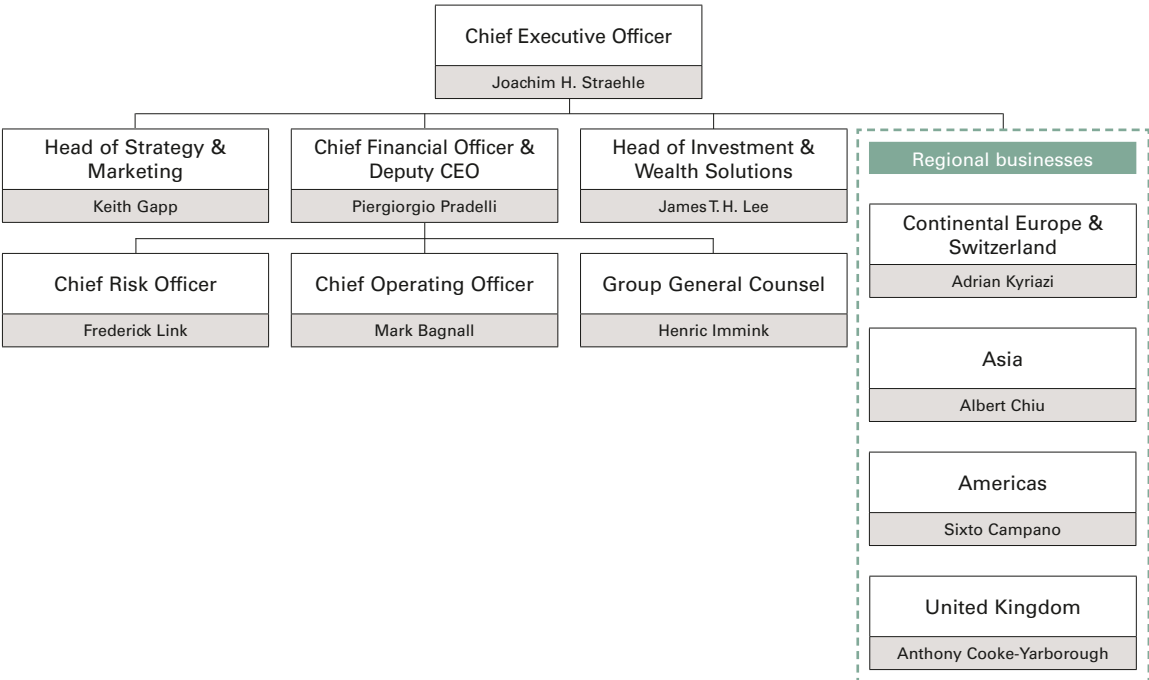 Chief Executive Officer
Joachim H. Straehle
Head of Strategy &
Marketing
Keith Gapp
Chief Financial Officer &
Deputy CEO
Piergiorgio Pradelli
Head of Investment &
Wealth Solutions
James T. H. Lee
Chief Risk Officer
Frederick Link
Chief Operating Officer
Mark Bagnall
Group General Counsel
Henric Immink
Regional businesses
Continental Europe &
Switzerland
Adrian Kyriazi
Asia
Albert Chiu
Americas
Sixto Campano
United Kingdom
Anthony Cooke-Yarborough